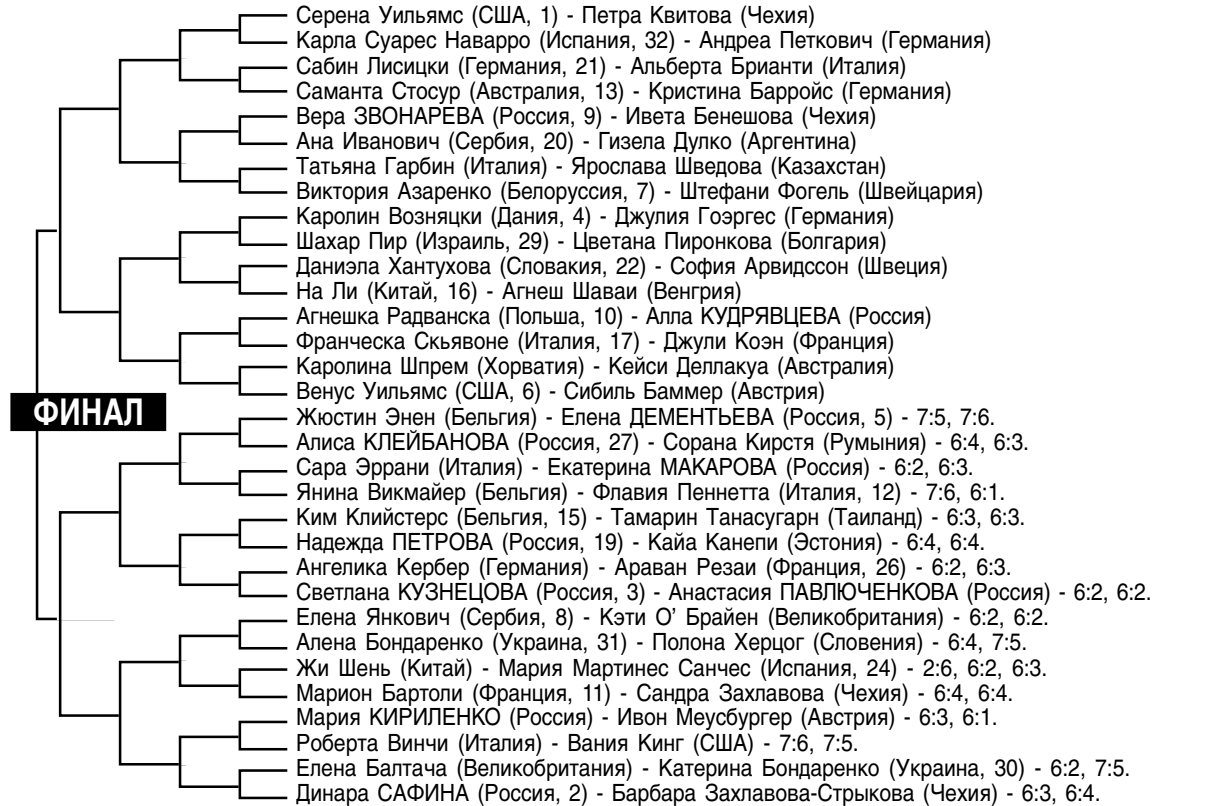 Серена Уильямс (США, 1) - Петра Квитова (Чехия)
Карла Суарес Наварро (Испания, 32) - Андреа Петкович (Германия)
Сабин Лисицки (Германия, 21) - Альберта Брианти (Италия)
Саманта Стосур (Австралия, 13) - Кристина Барройс (Германия)
Вера ЗВОНАРЕВА (Россия, 9) - Ивета Бенешова (Чехия)
Ана Иванович (Сербия, 20) - Гизела Дулко (Аргентина)
Татьяна Гарбин (Италия) - Ярослава Шведова (Казахстан)
Виктория Азаренко (Белоруссия, 7) - Штефани Фогель (Швейцария)
Каролин Возняцки (Дания, 4) - Джулия Гоэргес (Германия)
Шахар Пир (Израиль, 29) - Цветана Пиронкова (Болгария)
Даниэла Хантухова (Словакия, 22) - София Арвидссон (Швеция)
На Ли (Китай, 16) - Агнеш Шаваи (Венгрия)
Агнешка Радванска (Польша, 10) - Алла КУДРЯВЦЕВА (Россия)
Франческа Скьявоне (Италия, 17) - Джули Коэн (Франция)
Каролина Шпрем (Хорватия) - Кейси Деллакуа (Австралия)
Венус Уильямс (США, 6) - Сибиль Баммер (Австрия)
ФИНАЛ
Жюстин Энен (Бельгия) - Елена ДЕМЕНТЬЕВА (Россия, 5) - 7:5, 7:6.
Алиса КЛЕЙБАНОВА (Россия, 27) - Сорана Кирстя (Румыния) - 6:4, 6:3.
Сара Эррани (Италия) - Екатерина МАКАРОВА (Россия) - 6:2, 6:3.
Янина Викмайер (Бельгия) - Флавия Пеннетта (Италия, 12) - 7:6, 6:1.
Ким Клийстерс (Бельгия, 15) - Тамарин Танасугарн (Таиланд) - 6:3, 6:3.
Надежда ПЕТРОВА (Россия, 19) - Кайа Канепи (Эстония) - 6:4, 6:4.
Ангелика Кербер (Германия) - Араван Резаи (Франция, 26) - 6:2, 6:3.
Светлана КУЗНЕЦОВА (Россия, 3) - Анастасия ПАВЛЮЧЕНКОВА (Россия) - 6:2, 6:2.
Елена Янкович (Сербия, 8) - Кэти О' Брайен (Великобритания) - 6:2, 6:2.
Алена Бондаренко (Украина, 31) - Полона Херцог (Словения) - 6:4, 7:5.
Жи Шень (Китай) - Мария Мартинес Санчес (Испания, 24) - 2:6, 6:2, 6:3.
Марион Бартоли (Франция, 11) - Сандра Захлавова (Чехия) - 6:4, 6:4.
Мария КИРИЛЕНКО (Россия) - Ивон Меусбургер (Австрия) - 6:3, 6:1.
Роберта Винчи (Италия) - Вания Кинг (США) - 7:6, 7:5.
Елена Балтача (Великобритания) - Катерина Бондаренко (Украина, 30) - 6:2, 7:5.
Динара САФИНА (Россия, 2) - Барбара Захлавова-Стрыкова (Чехия) - 6:3, 6:4.